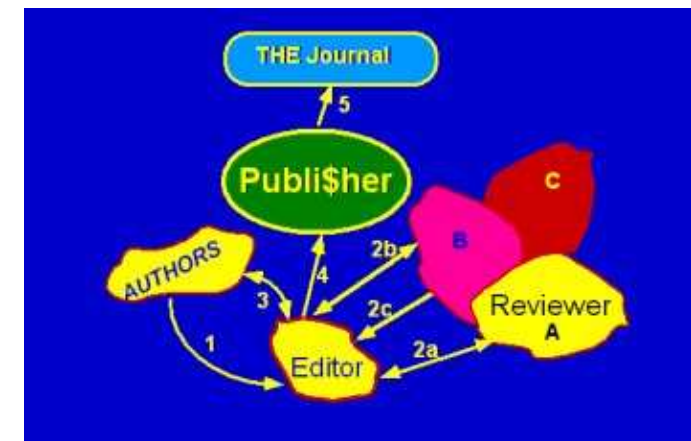 THE Journal
5
Publi$her
C
B
2b
AUTHORS
4
3
2c
Reviewer
A
1
2a
Editor